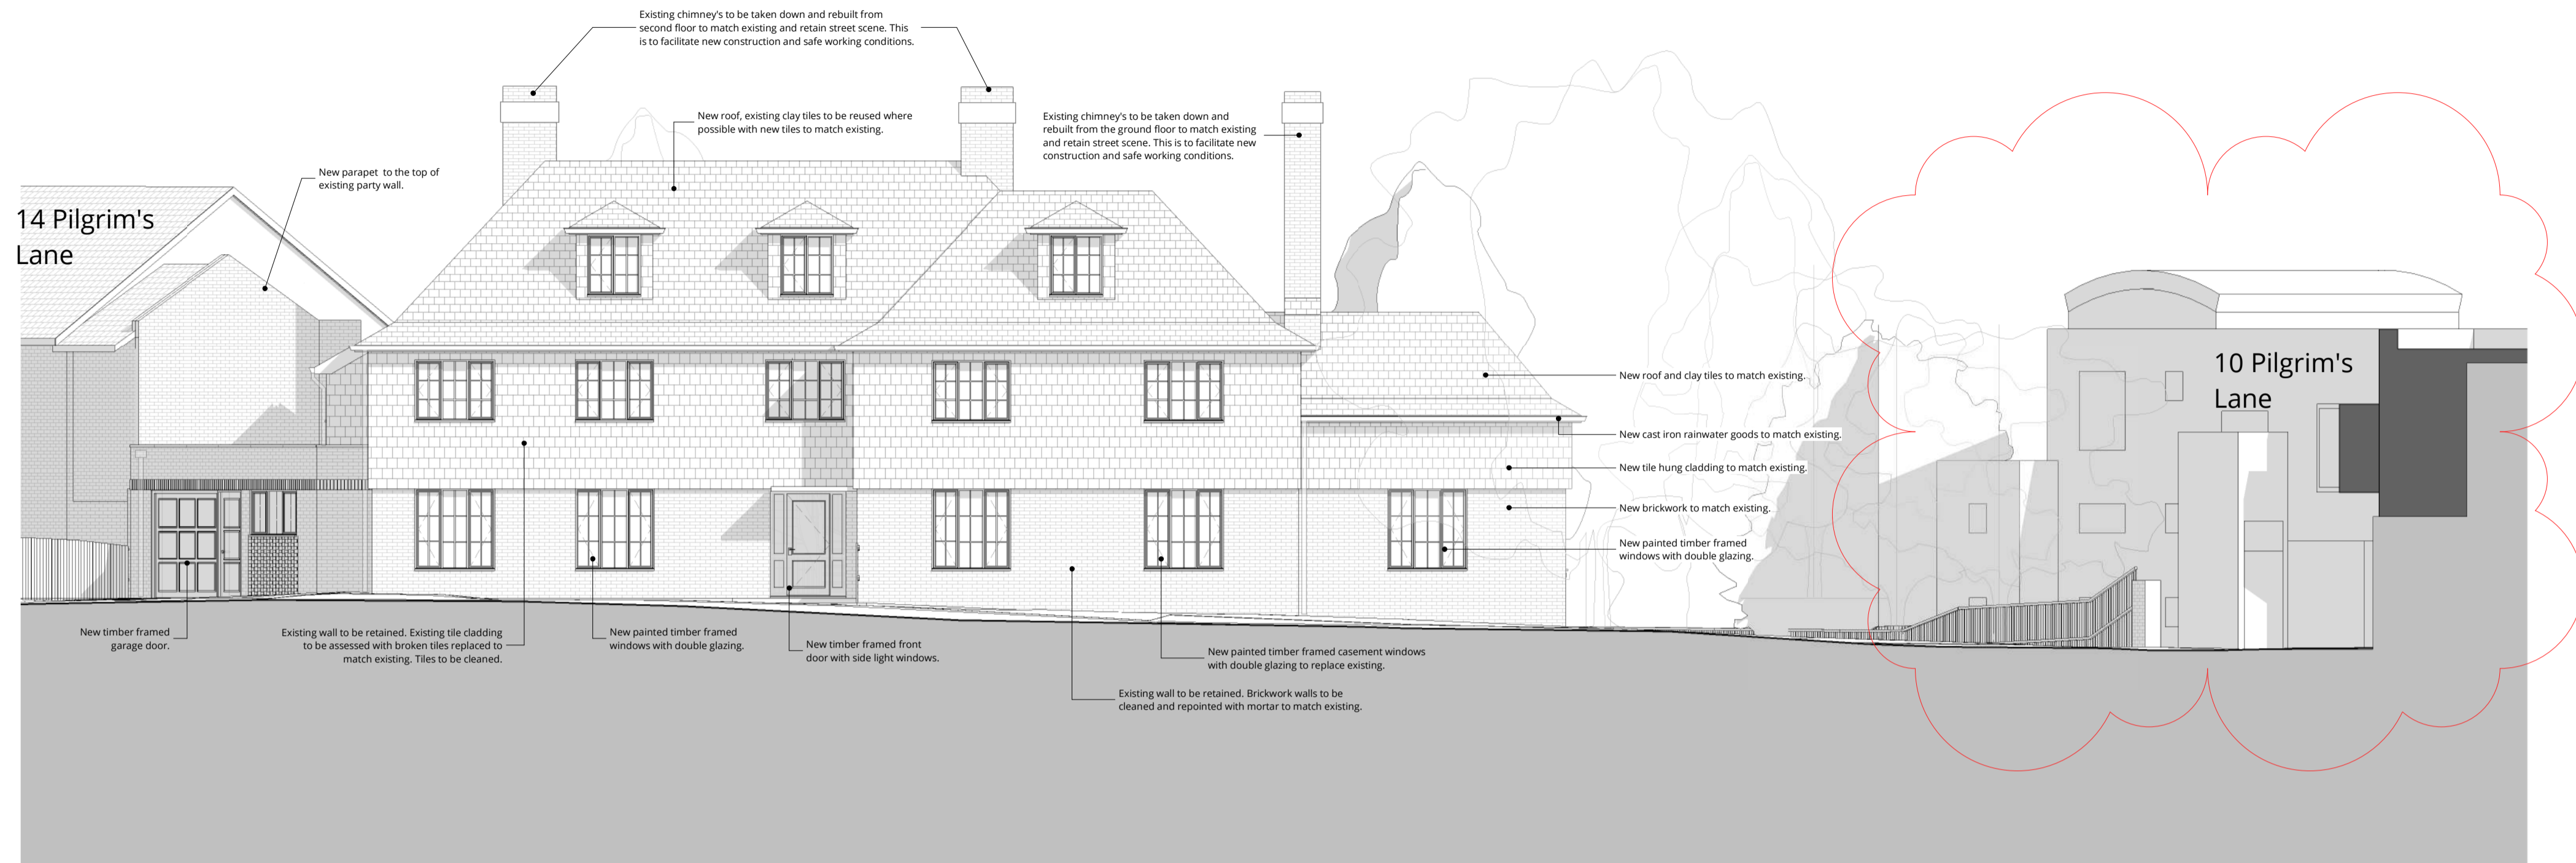 Existing chimney's to be taken down and rebuilt from
second floor to match existing and retain street scene. This
is to facilitate new construction and safe working conditions.
New roof, existing clay tiles to be reused where
possible with new tiles to match existing.
Existing chimney's to be taken down and
rebuilt from the ground floor to match existing
and retain street scene. This is to facilitate new
construction and safe working conditions.
New parapet to the top of
existing party wall.
14 Pilgrim's
Lane
10 Pilgrim's
Lane
New roof and clay tiles to match existing.
New cast iron rainwater goods to match existing.
New tile hung cladding to match existing.
New brickwork to match existing.
New painted timber framed
windows with double glazing.
New timber framed
garage door.
Existing wall to be retained. Existing tile cladding
to be assessed with broken tiles replaced to
match existing. Tiles to be cleaned.
New painted timber framed
windows with double glazing.
New timber framed front
door with side light windows.
New painted timber framed casement windows
with double glazing to replace existing.
Existing wall to be retained. Brickwork walls to be
cleaned and repointed with mortar to match existing.